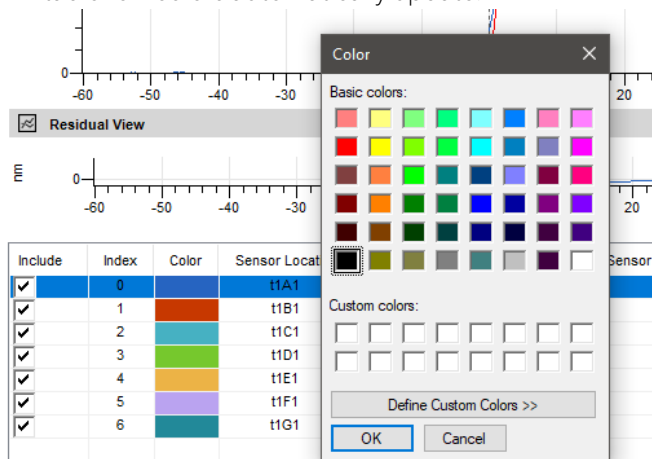 Color
Basic colors:
0
-60 -50 -40 -30 20
Residual View
nm
0
-60 -50 -40 -30 20
Include Index Color Sensor Locat Sensor
0 t1A1
1 t1B1
2 t1C1
3 t1D1
4 t1E1
5 t1F1
6 t1G1
Custom colors:
Define Custom Colors >>
OK Cancel